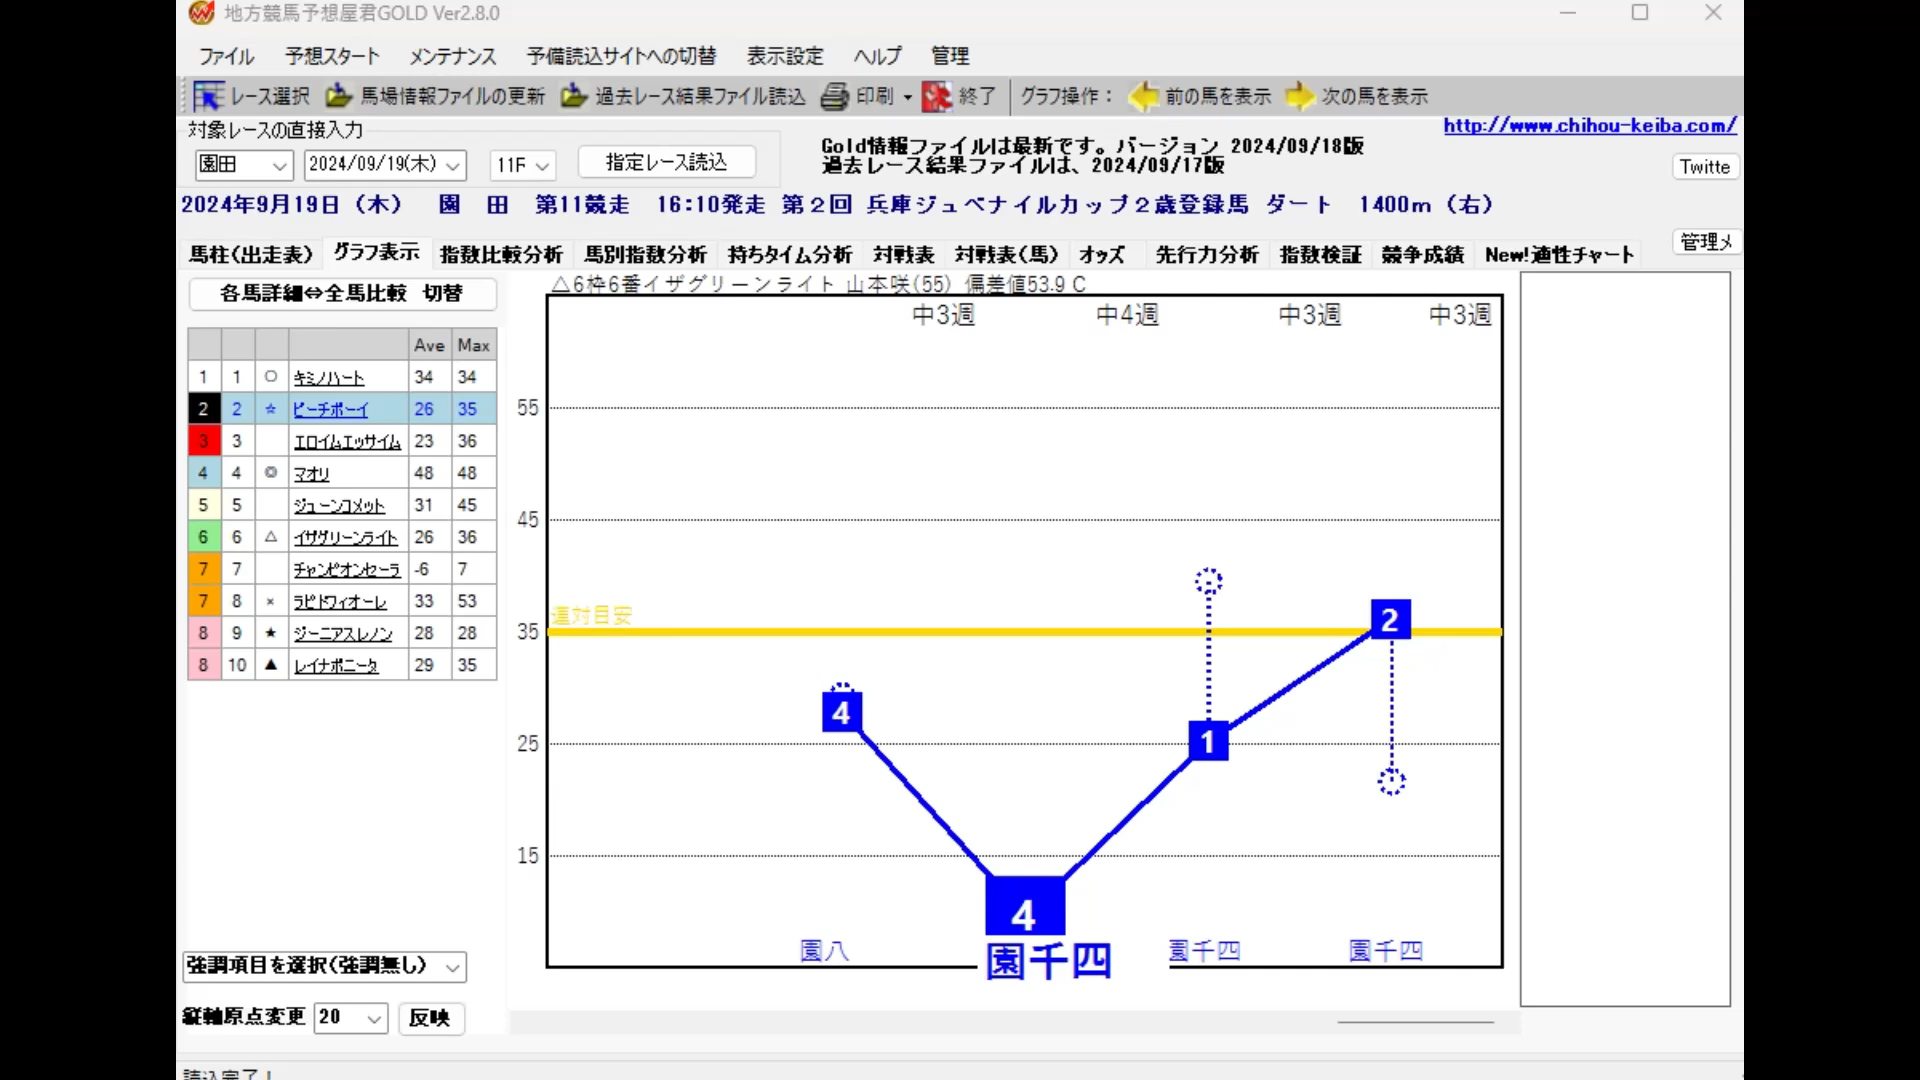 地方競馬予想屋君GOLD Ver2.8.0
ファイル 予想スタート メンテナンス 予備読込サイトへの切替 表示設定 ヘルプ 管理
レース選択 馬場情報ファイルの更新 過去レース結果ファイル読込 印刷 終了 グラフ操作： 前の馬を表示 次の馬を表示
対象レースの直接入力
http://www.chihou-keiba.com/
園田 2024/09/19(木) 11R 指定レース読込
Gold情報ファイルは最新です。バージョン 2024/09/18版
過去レース結果ファイルは、2024/09/17版
Twitte
2024年9月19日（木） 園 田 第11競走 16:10発走 第２回 兵庫ジュベナイルカップ２歳登録馬 ダート 1400m（右）
馬柱(出走表) グラフ表示 指数比較分析 馬別指数分析 持ちタイム分析 対戦表 対戦表(馬) オッズ 先行力分析 指数検証 競争成績 New!適性チャート
管理メ
各馬詳細⇔全馬比較 切替
△6枠6番イザグリーンライト 山本咲(55) 偏差値53.9 C
中3週 中4週 中3週 中3週
Ave Max
1 1 ○ キミノハート 34 34
2 2 ☆ ピーチボーイ 26 35
3 3 エロイムエッサイム 23 36
4 4 ◎ マオリ 48 48
5 5 ジューンコメット 31 45
6 6 △ イザグリーンライト 26 36
7 7 チャンピオンセーラ -6 7
7 8 × ラピドフィオーレ 33 53
8 9 ★ ジーニアスレノン 28 28
8 10 ▲ レイナボニータ 29 35
55
45
連対目安
35
25
15
4
4
1
2
園八 園千四 園千四 園千四
強調項目を選択(強調無し)
縦軸原点変更 20 反映
読込完了！